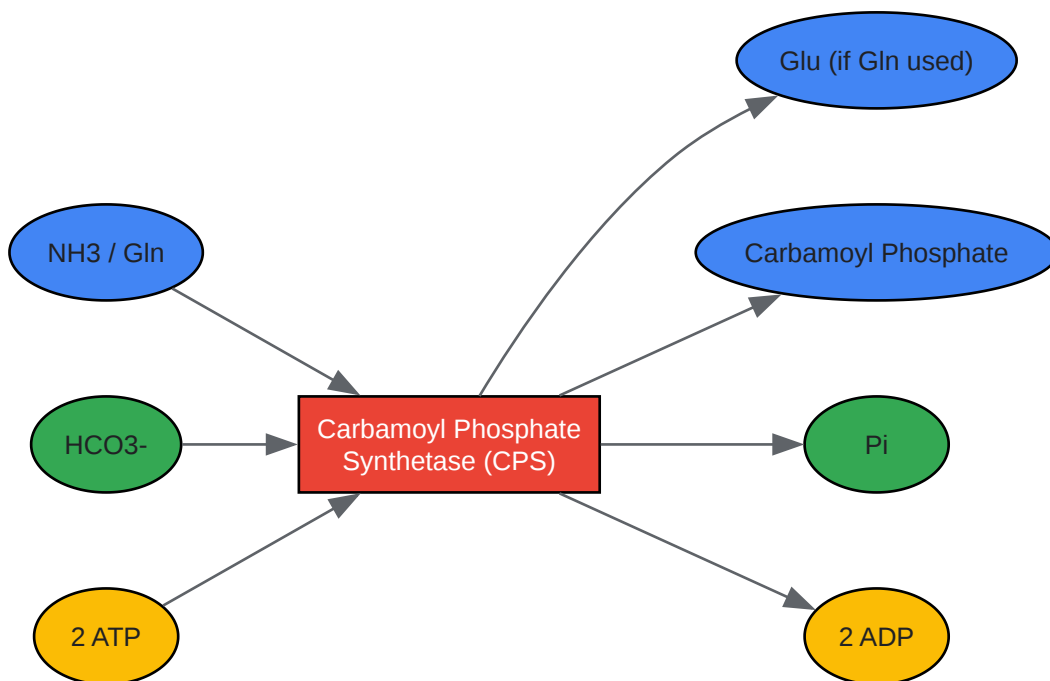 Glu (if Gln used)
NH3 / Gln
Carbamoyl Phosphate
HCO3-
Carbamoyl Phosphate
Synthetase (CPS)
Pi
2 ATP
2 ADP